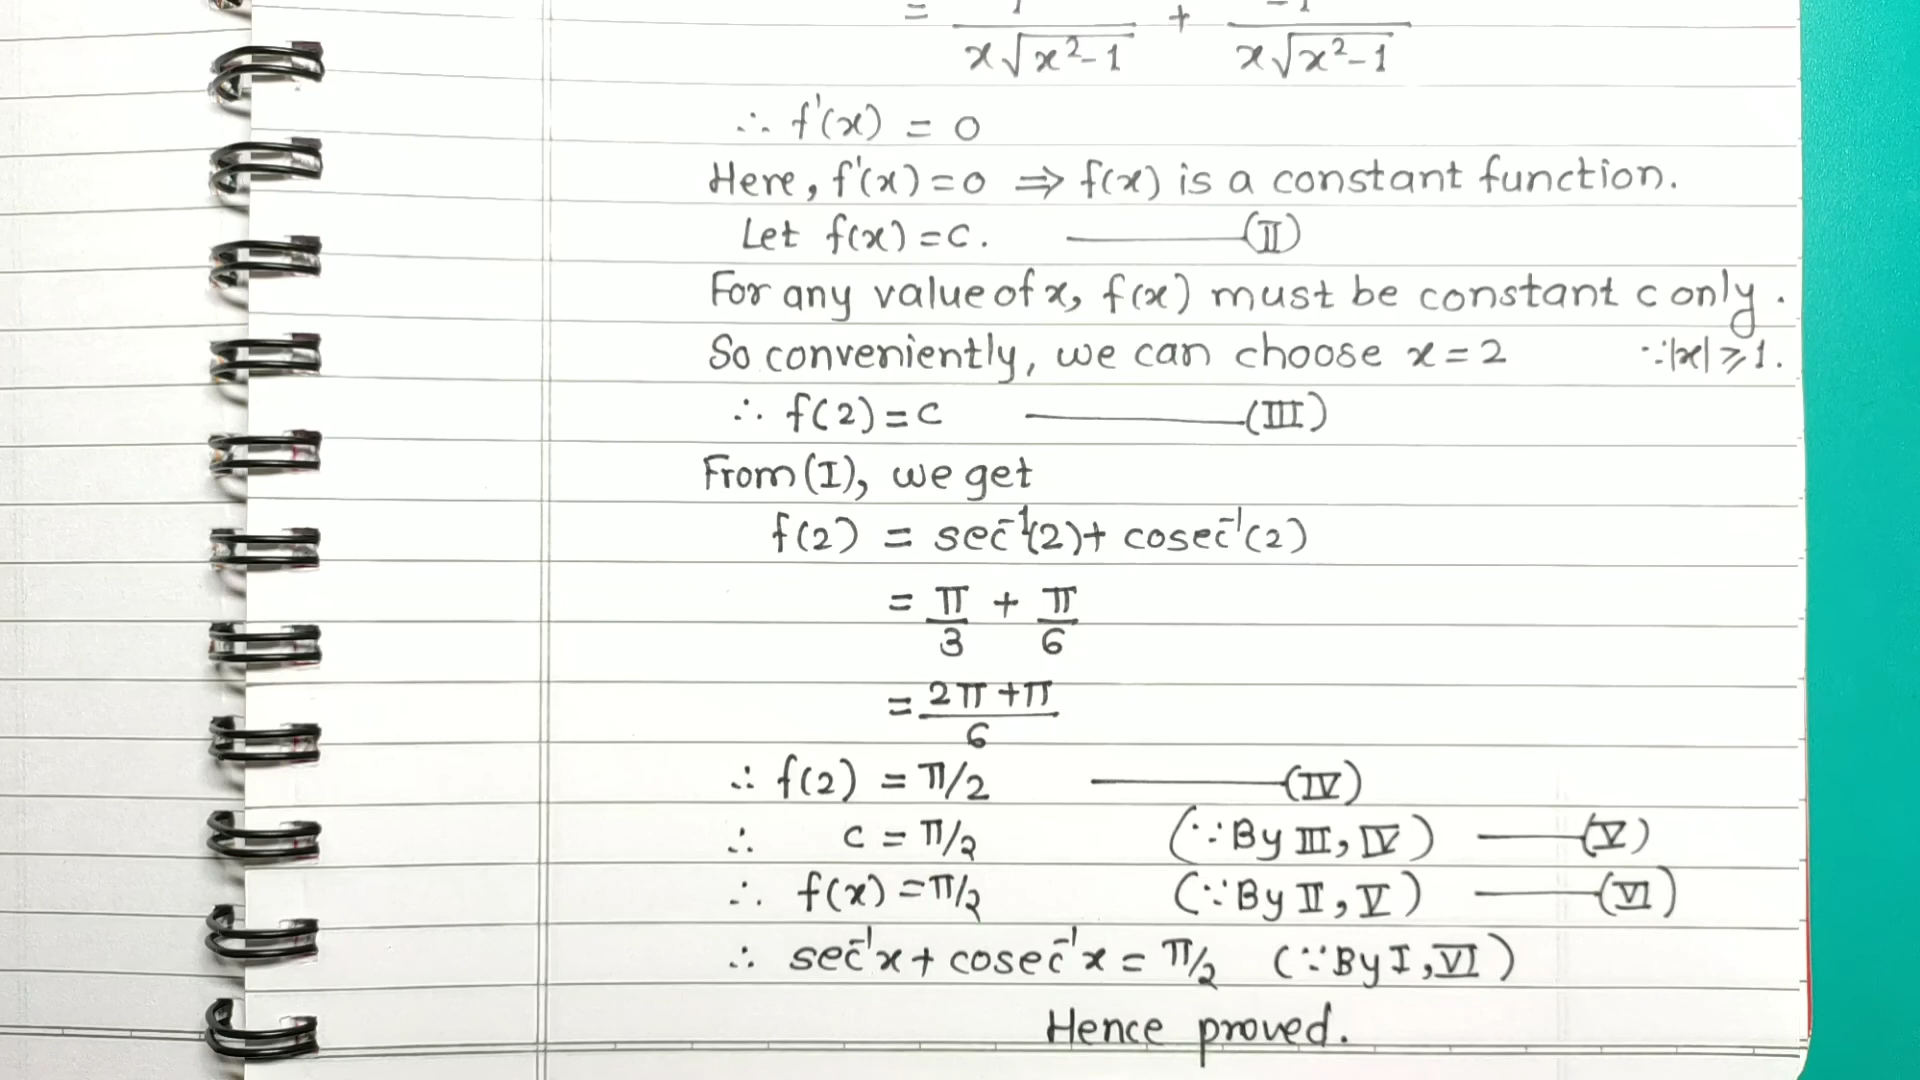 = 1/(x√(x²-1)) + -1/(x√(x²-1))
∴ f'(x) = 0
Here, f'(x)=0 ⇒ f(x) is a constant function.
Let f(x)=c. ———(II)
For any value of x, f(x) must be constant c only.
So conveniently, we can choose x=2 ∵|x|⩾1.
∴ f(2)=c ———(III)
From (I), we get
f(2) = sec⁻¹(2)+ cosec⁻¹(2)
= π/3 + π/6
= (2π+π)/6
∴ f(2) = π/2 ———(IV)
∴ c = π/2 (∵By III, IV) ———(V)
∴ f(x) = π/2 (∵By II, V) ———(VI)
∴ sec⁻¹x + cosec⁻¹x = π/2 (∵By I, VI)
Hence proved.